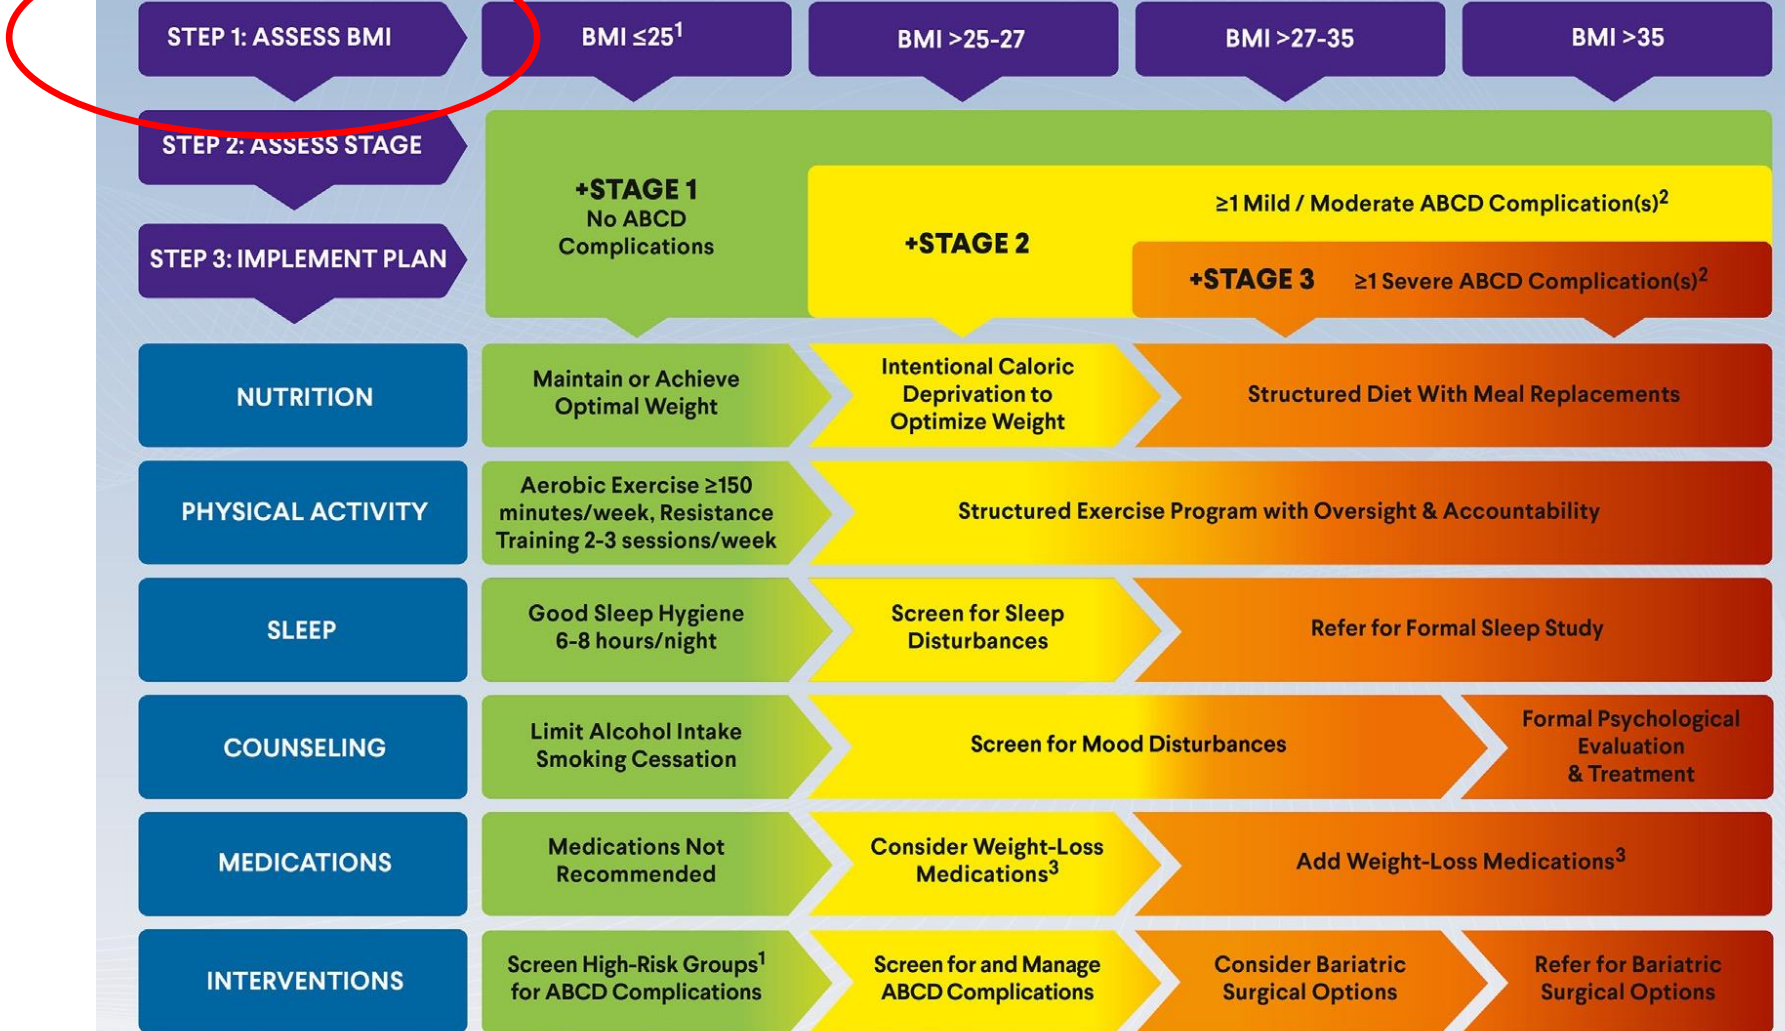 STEP 1: ASSESS BMI
BMI ≤25¹
BMI >25-27
BMI >27-35
BMI >35
STEP 2: ASSESS STAGE
STEP 3: IMPLEMENT PLAN
+STAGE 1
No ABCD
Complications
+STAGE 2
≥1 Mild / Moderate ABCD Complication(s)²
+STAGE 3
≥1 Severe ABCD Complication(s)²
NUTRITION
Maintain or Achieve
Optimal Weight
Intentional Caloric
Deprivation to
Optimize Weight
Structured Diet With Meal Replacements
PHYSICAL ACTIVITY
Aerobic Exercise ≥150
minutes/week, Resistance
Training 2-3 sessions/week
Structured Exercise Program with Oversight & Accountability
SLEEP
Good Sleep Hygiene
6-8 hours/night
Screen for Sleep
Disturbances
Refer for Formal Sleep Study
COUNSELING
Limit Alcohol Intake
Smoking Cessation
Screen for Mood Disturbances
Formal Psychological
Evaluation
& Treatment
MEDICATIONS
Medications Not
Recommended
Consider Weight-Loss
Medications³
Add Weight-Loss Medications³
INTERVENTIONS
Screen High-Risk Groups¹
for ABCD Complications
Screen for and Manage
ABCD Complications
Consider Bariatric
Surgical Options
Refer for Bariatric
Surgical Options